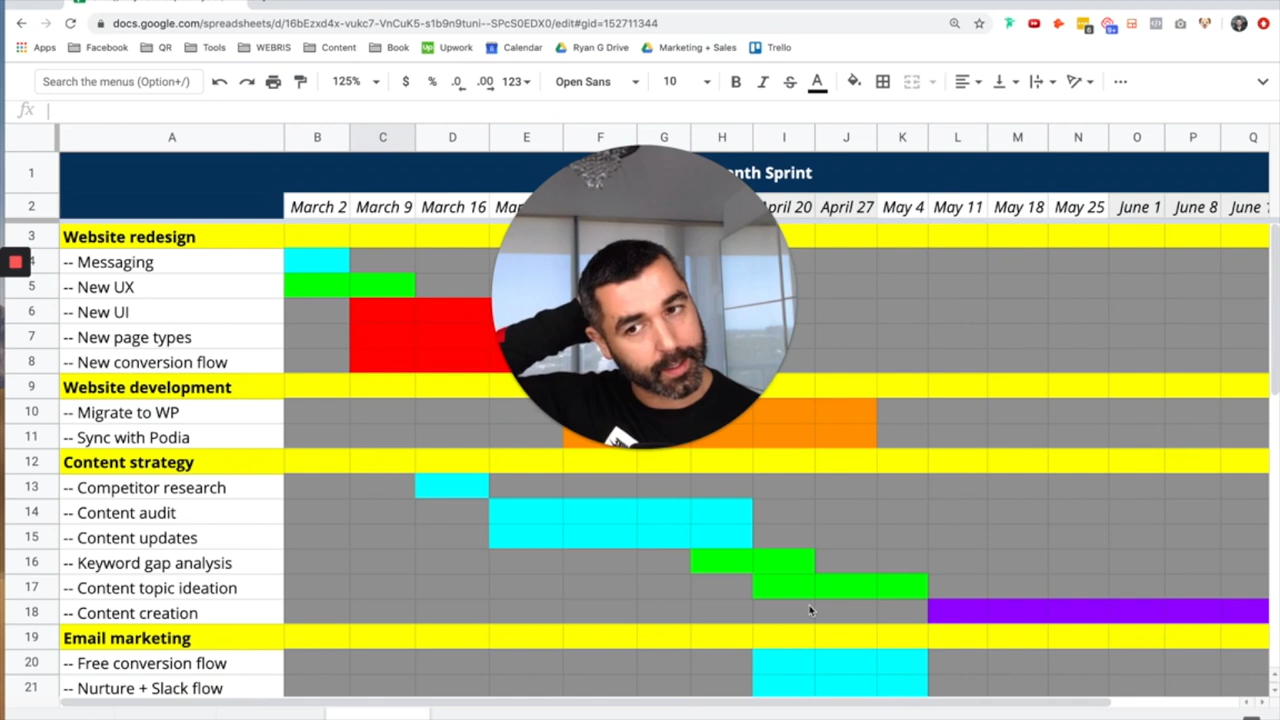 docs.google.com/spreadsheets/d/16bEzxd4x-vukc7-VnCuK5-s1b9n9tuni--SPcS0EDX0/edit#gid=152711344
Apps Facebook QR Tools WEBRIS Content Book Up Upwork Calendar Ryan G Drive Marketing + Sales Trello
Search the menus (Option+/) 125% $ % .0 .00 123 Open Sans 10 B I S A
fx
A B C D E F G H I J K L M N O P Q
1 Sprint
2 March 2 March 9 March 16 April 20 April 27 May 4 May 11 May 18 May 25 June 1 June 8 June
3 Website redesign
4 -- Messaging
5 -- New UX
6 -- New UI
7 -- New page types
8 -- New conversion flow
9 Website development
10 -- Migrate to WP
11 -- Sync with Podia
12 Content strategy
13 -- Competitor research
14 -- Content audit
15 -- Content updates
16 -- Keyword gap analysis
17 -- Content topic ideation
18 -- Content creation
19 Email marketing
20 -- Free conversion flow
21 -- Nurture + Slack flow